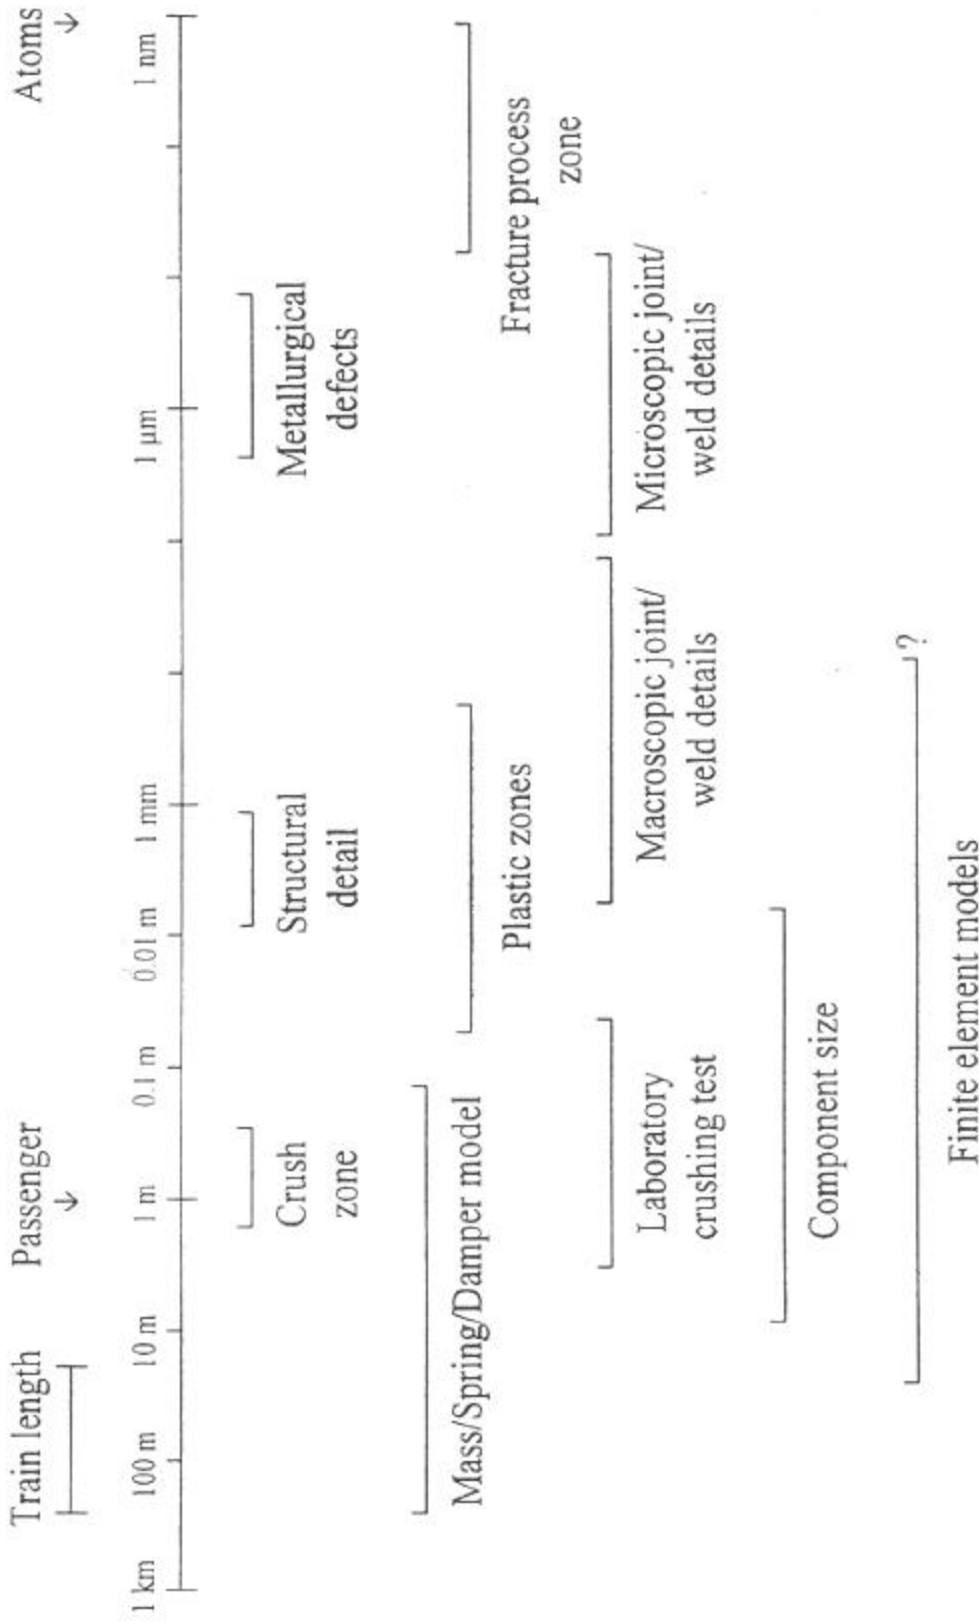 Train length
Passenger
Atoms
1 km
100 m
10 m
1 m
0.1 m
0.01 m
1 mm
1 μm
1 nm
Crush
zone
Structural
detail
Metallurgical
defects
Mass/Spring/Damper model
Plastic zones
Fracture process
zone
Laboratory
crushing test
Macroscopic joint/
weld details
Microscopic joint/
weld details
Component size
?
Finite element models